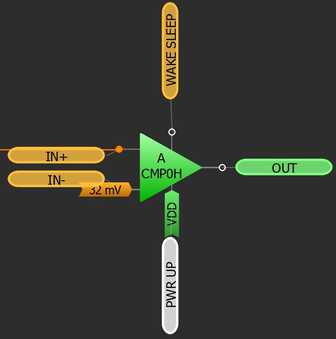 WAKE SLEEP
IN+
A
CMP0H
OUT
IN-
32 mV
VDD
PWR UP